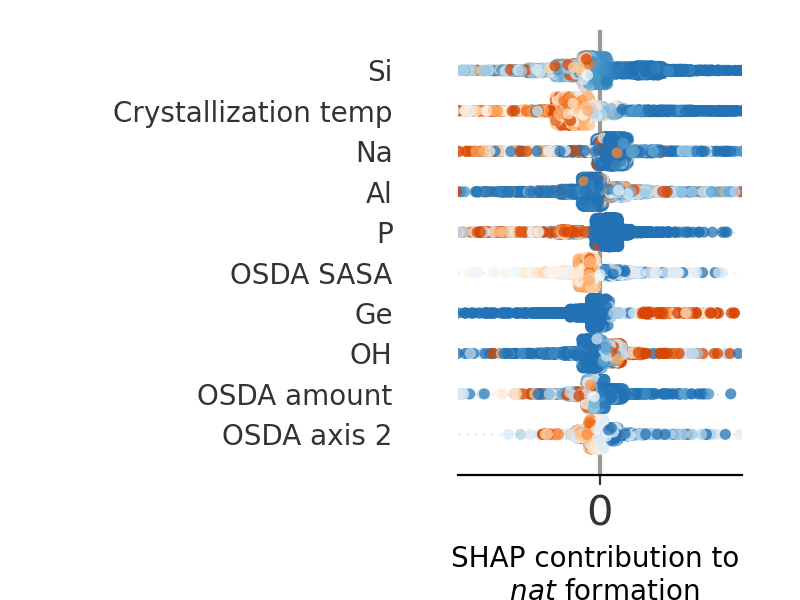 Si
Crystallization temp
Na
Al
P
OSDA SASA
Ge
OH
OSDA amount
OSDA axis 2
0
SHAP contribution to
nat formation